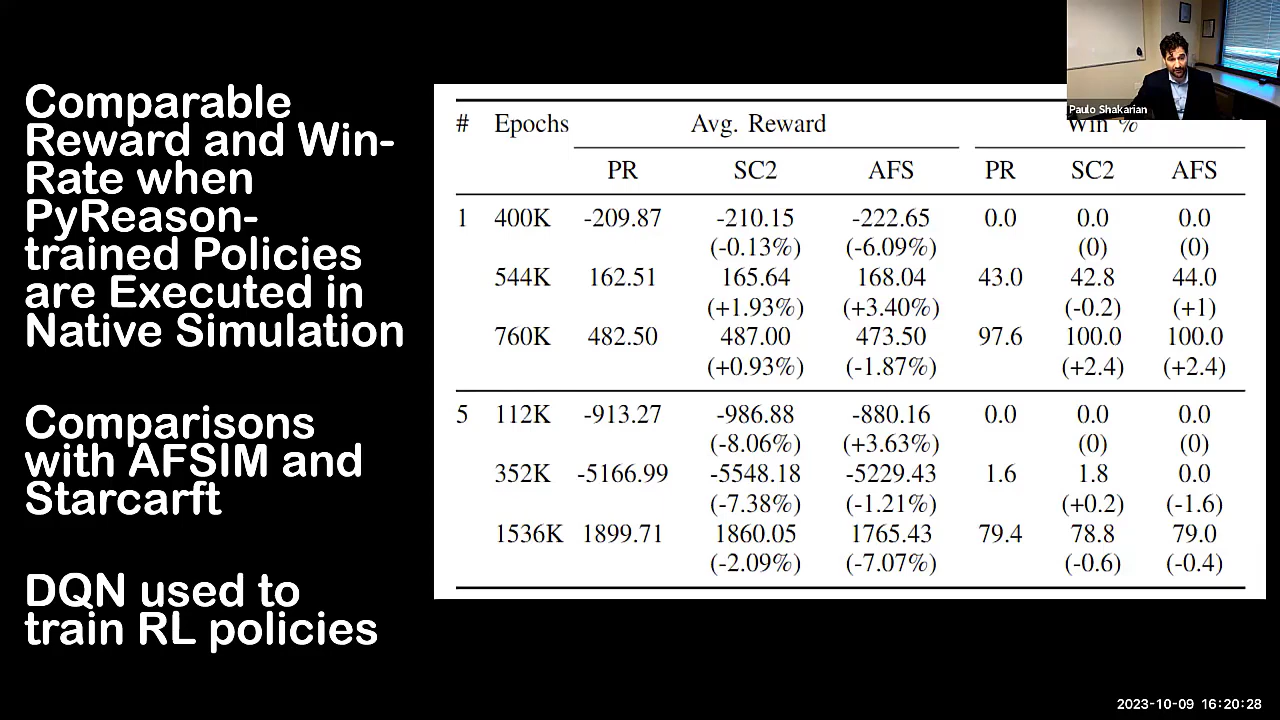 Comparable
Reward and Win-
Rate when
PyReason-
trained Policies
are Executed in
Native Simulation
Comparisons
with AFSIM and
Starcarft
DQN used to
train RL policies
Paulo Shakarian
# Epochs Avg. Reward Win %
PR SC2 AFS PR SC2 AFS
1 400K -209.87 -210.15 -222.65 0.0 0.0 0.0
(-0.13%) (-6.09%) (0) (0)
544K 162.51 165.64 168.04 43.0 42.8 44.0
(+1.93%) (+3.40%) (-0.2) (+1)
760K 482.50 487.00 473.50 97.6 100.0 100.0
(+0.93%) (-1.87%) (+2.4) (+2.4)
5 112K -913.27 -986.88 -880.16 0.0 0.0 0.0
(-8.06%) (+3.63%) (0) (0)
352K -5166.99 -5548.18 -5229.43 1.6 1.8 0.0
(-7.38%) (-1.21%) (+0.2) (-1.6)
1536K 1899.71 1860.05 1765.43 79.4 78.8 79.0
(-2.09%) (-7.07%) (-0.6) (-0.4)
2023-10-09 16:20:28